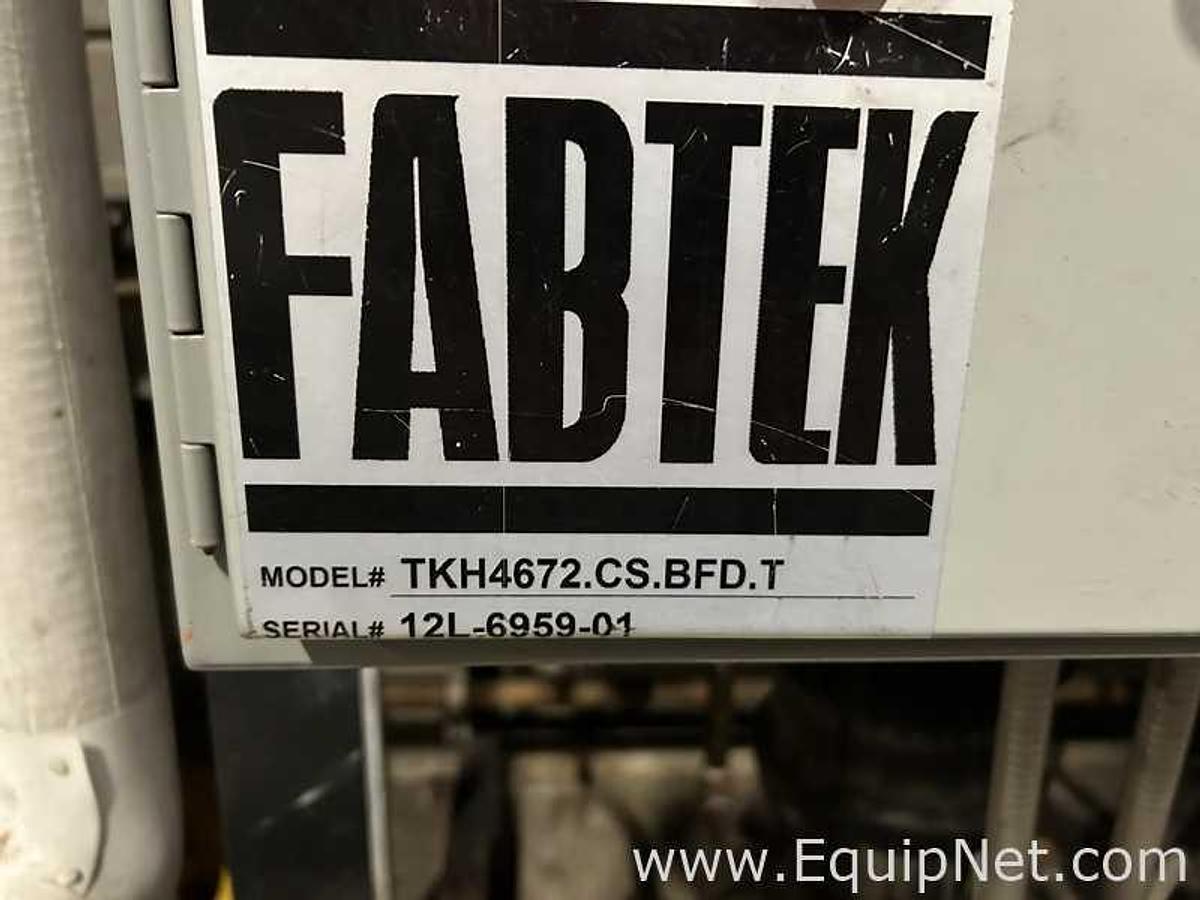 FABTEK
MODEL# TKH4672.CS.BFD.T
SERIAL# 12L-6959-01
www.EquipNet.com